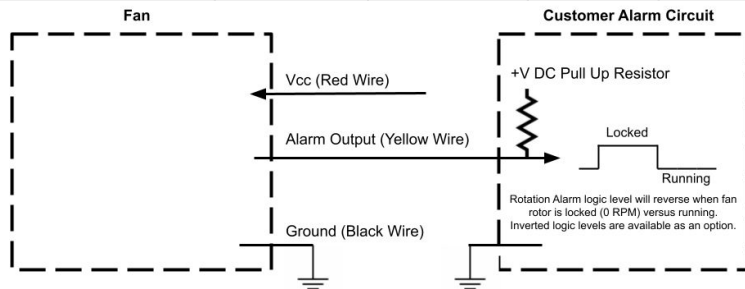 Fan
Customer Alarm Circuit
Vcc (Red Wire)
+V DC Pull Up Resistor
Alarm Output (Yellow Wire)
Locked
Running
Rotation Alarm logic level will reverse when fan
rotor is locked (0 RPM) versus running.
Inverted logic levels are available as an option.
Ground (Black Wire)